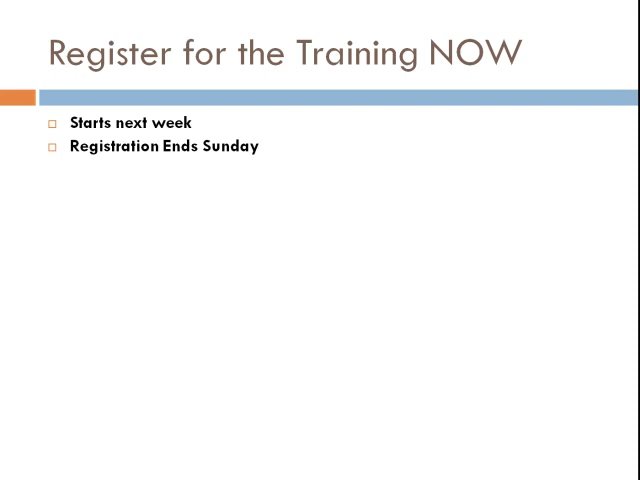 Register for the Training NOW
Starts next week
Registration Ends Sunday